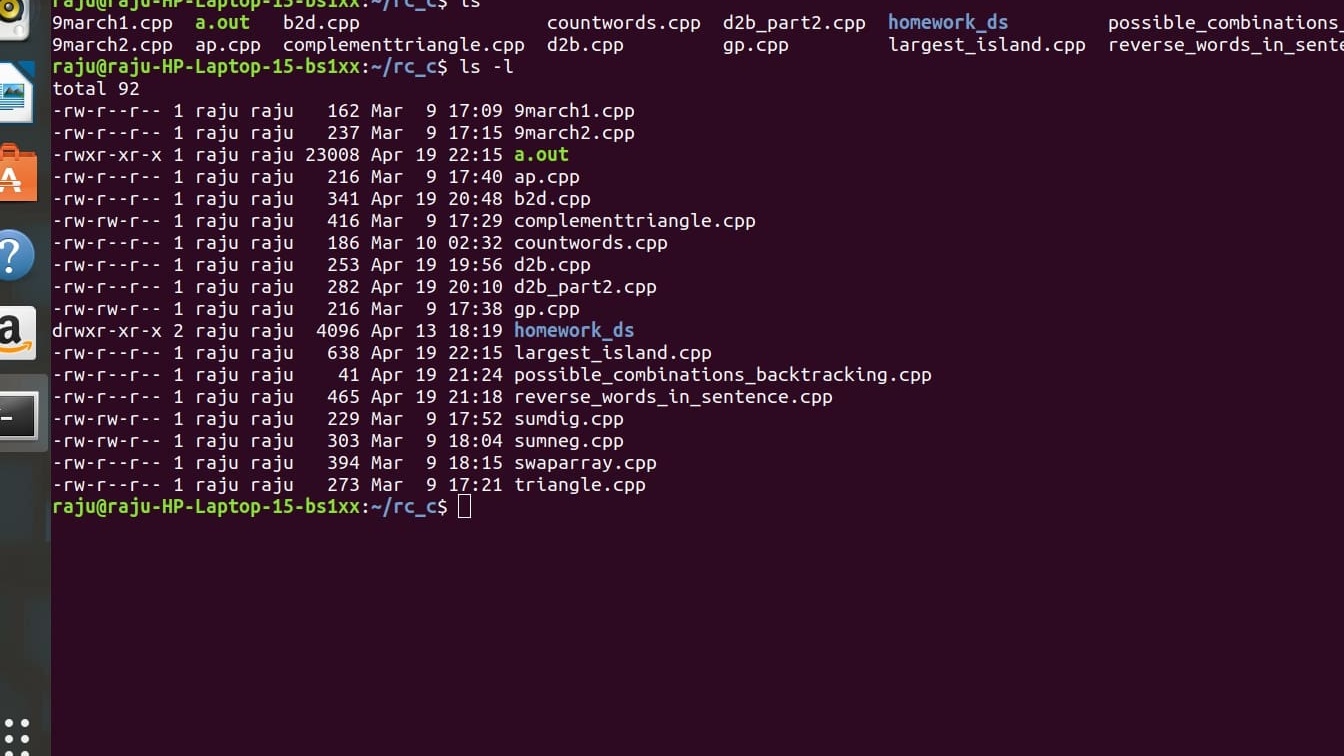 raju@raju-HP-Laptop-15-bs1xx:~/rc_c$ ls
9march1.cpp  a.out   b2d.cpp                 countwords.cpp  d2b_part2.cpp  homework_ds         possible_combinations_
9march2.cpp  ap.cpp  complementtriangle.cpp  d2b.cpp         gp.cpp         largest_island.cpp  reverse_words_in_sente
raju@raju-HP-Laptop-15-bs1xx:~/rc_c$ ls -l
total 92
-rw-r--r-- 1 raju raju   162 Mar  9 17:09 9march1.cpp
-rw-r--r-- 1 raju raju   237 Mar  9 17:15 9march2.cpp
-rwxr-xr-x 1 raju raju 23008 Apr 19 22:15 a.out
-rw-r--r-- 1 raju raju   216 Mar  9 17:40 ap.cpp
-rw-r--r-- 1 raju raju   341 Apr 19 20:48 b2d.cpp
-rw-rw-r-- 1 raju raju   416 Mar  9 17:29 complementtriangle.cpp
-rw-r--r-- 1 raju raju   186 Mar 10 02:32 countwords.cpp
-rw-r--r-- 1 raju raju   253 Apr 19 19:56 d2b.cpp
-rw-r--r-- 1 raju raju   282 Apr 19 20:10 d2b_part2.cpp
-rw-rw-r-- 1 raju raju   216 Mar  9 17:38 gp.cpp
drwxr-xr-x 2 raju raju  4096 Apr 13 18:19 homework_ds
-rw-r--r-- 1 raju raju   638 Apr 19 22:15 largest_island.cpp
-rw-r--r-- 1 raju raju    41 Apr 19 21:24 possible_combinations_backtracking.cpp
-rw-r--r-- 1 raju raju   465 Apr 19 21:18 reverse_words_in_sentence.cpp
-rw-rw-r-- 1 raju raju   229 Mar  9 17:52 sumdig.cpp
-rw-rw-r-- 1 raju raju   303 Mar  9 18:04 sumneg.cpp
-rw-r--r-- 1 raju raju   394 Mar  9 18:15 swaparray.cpp
-rw-r--r-- 1 raju raju   273 Mar  9 17:21 triangle.cpp
raju@raju-HP-Laptop-15-bs1xx:~/rc_c$